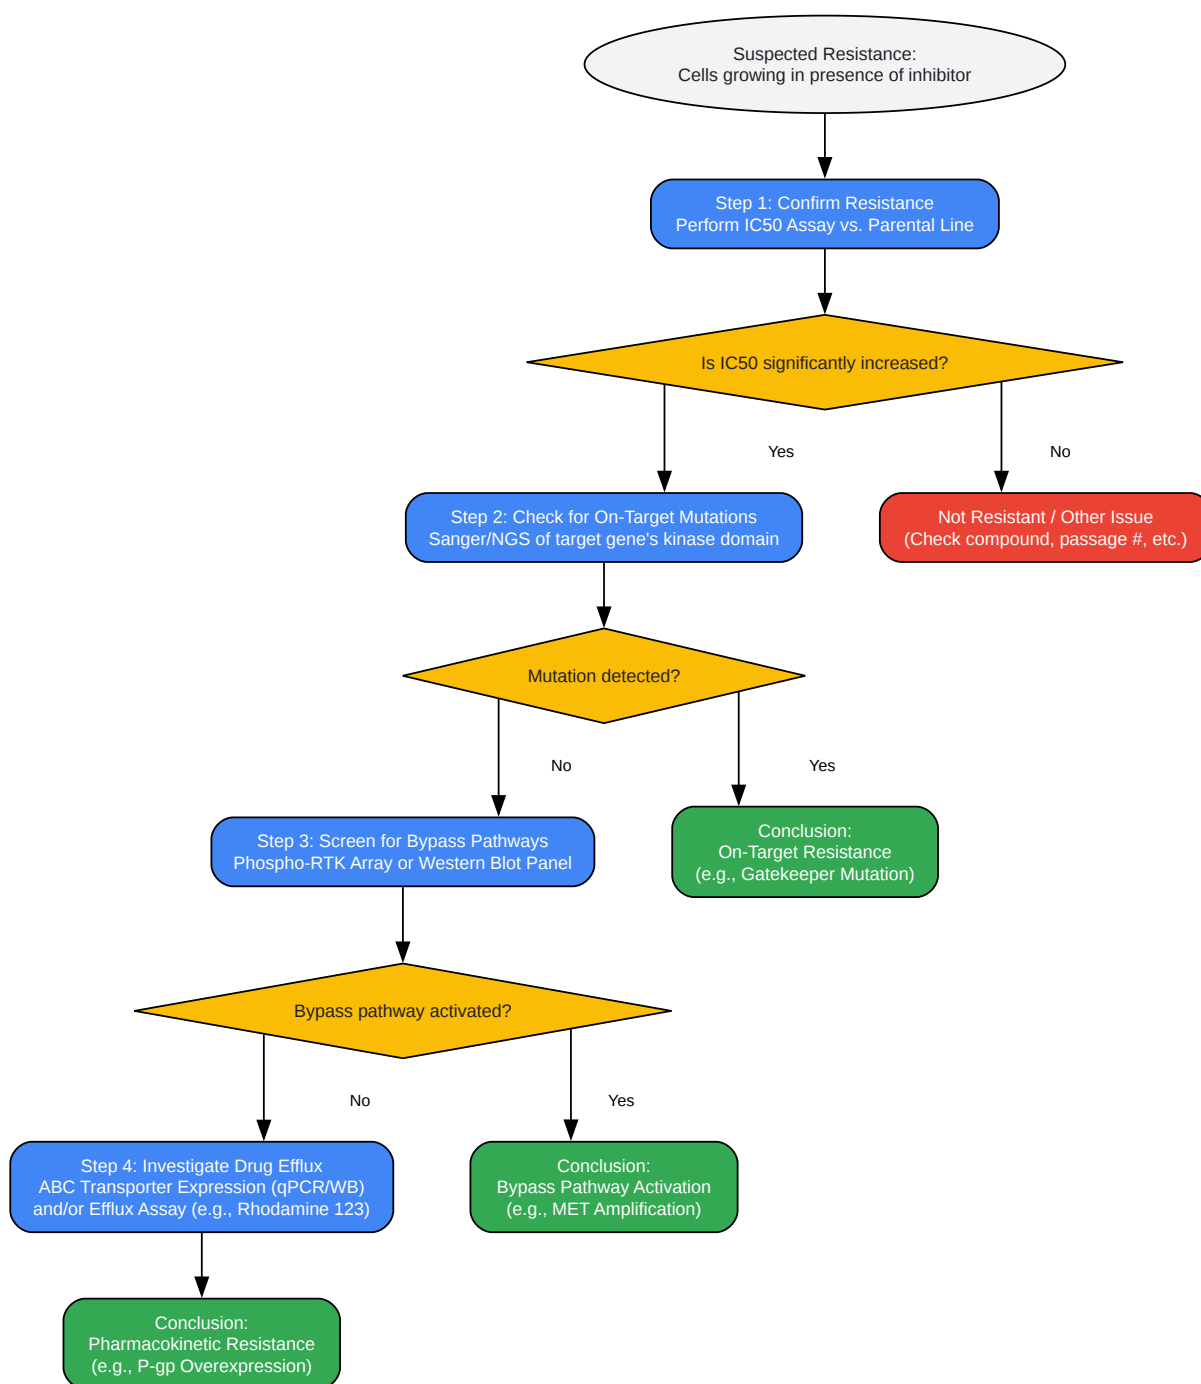 Suspected Resistance:
Cells growing in presence of inhibitor
Step 1: Confirm Resistance
Perform IC50 Assay vs. Parental Line
Is IC50 significantly increased?
Yes
No
Step 2: Check for On-Target Mutations
Sanger/NGS of target gene's kinase domain
Not Resistant / Other Issue
(Check compound, passage #, etc.)
Mutation detected?
No
Yes
Step 3: Screen for Bypass Pathways
Phospho-RTK Array or Western Blot Panel
Conclusion:
On-Target Resistance
(e.g., Gatekeeper Mutation)
Bypass pathway activated?
No
Yes
Step 4: Investigate Drug Efflux
ABC Transporter Expression (qPCR/WB)
and/or Efflux Assay (e.g., Rhodamine 123)
Conclusion:
Bypass Pathway Activation
(e.g., MET Amplification)
Conclusion:
Pharmacokinetic Resistance
(e.g., P-gp Overexpression)